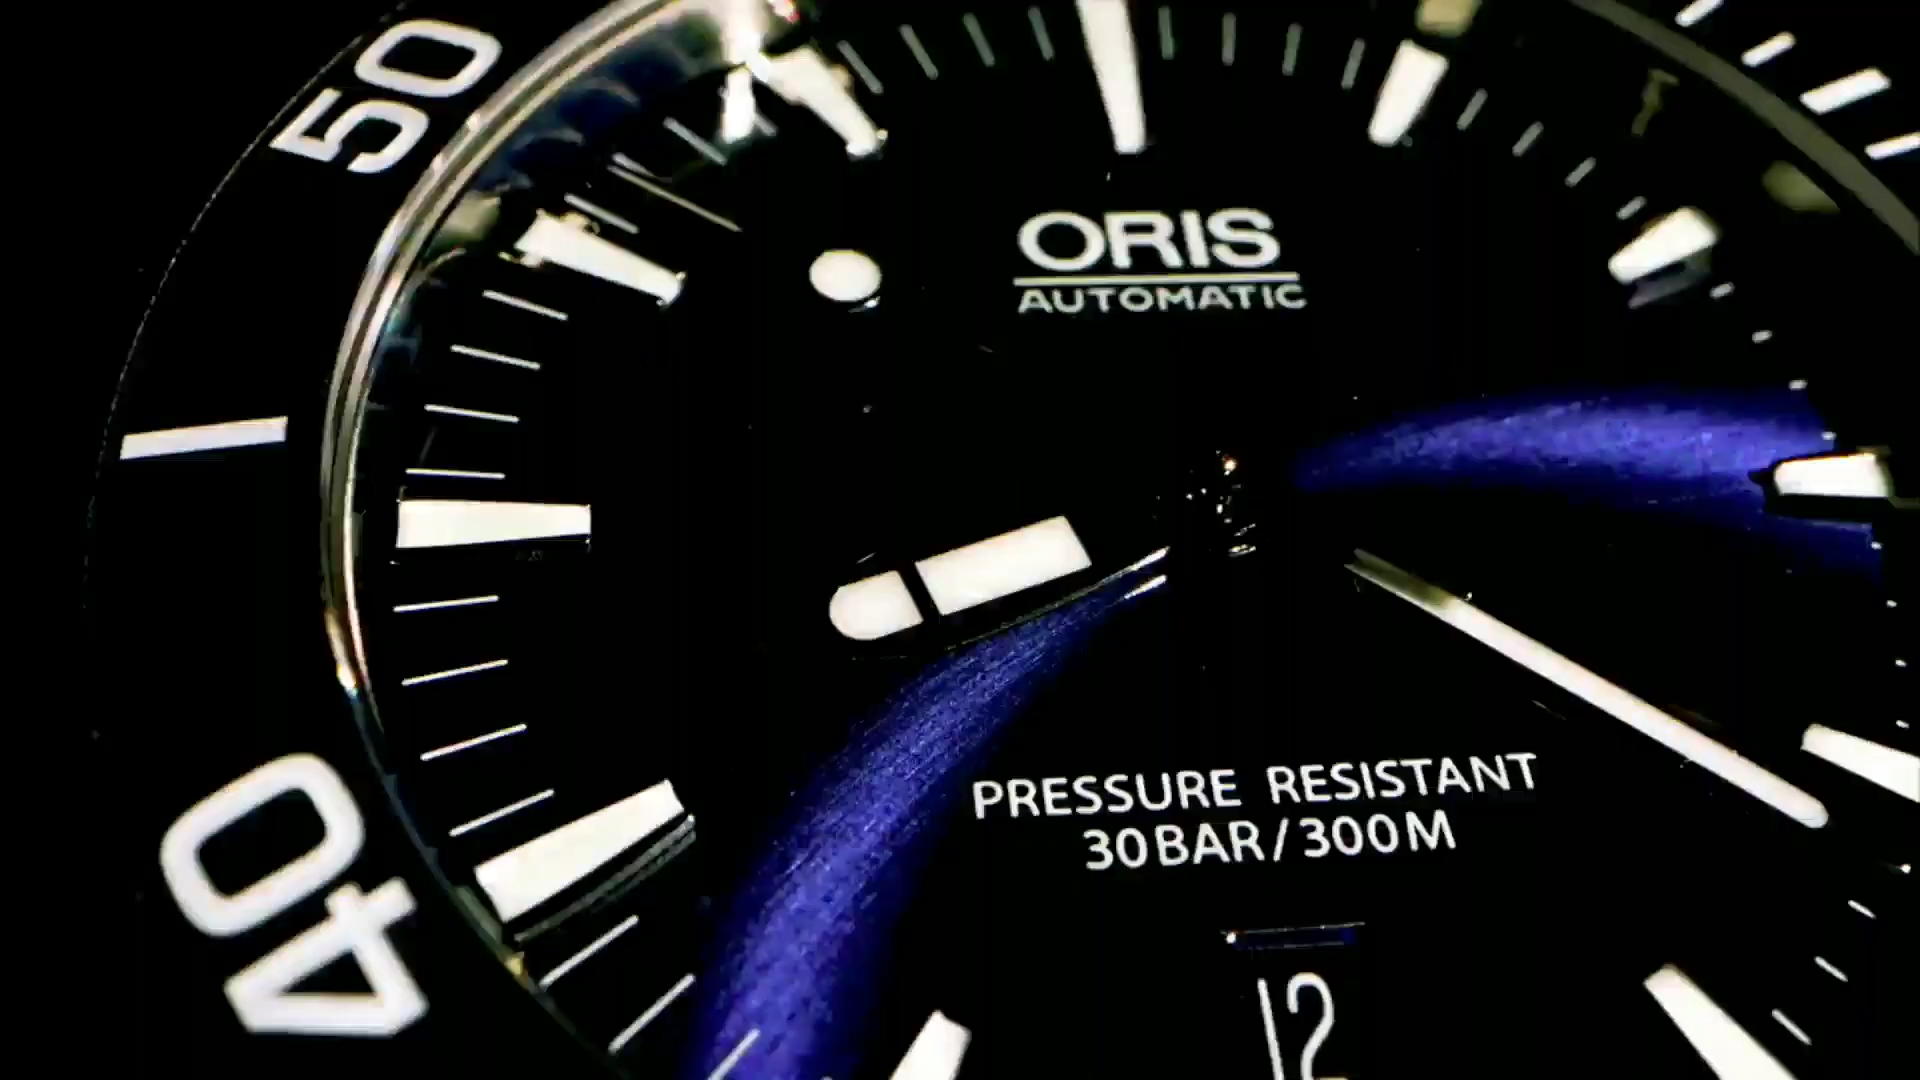 50
ORIS
AUTOMATIC
40
PRESSURE RESISTANT
30BAR/300M
12